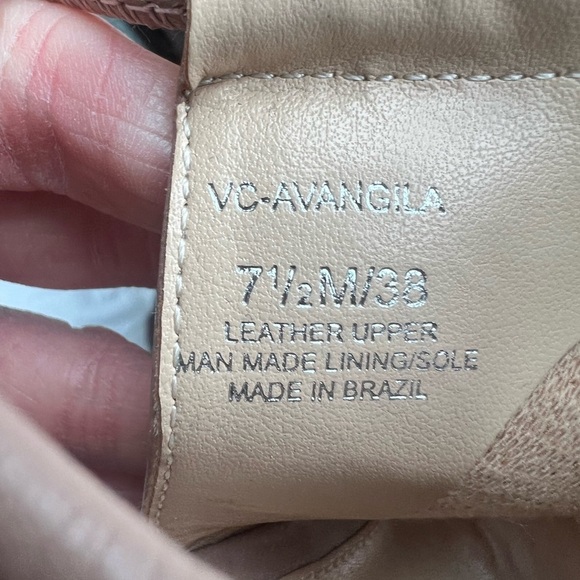 VC-AVANGILA
7½M/38
LEATHER UPPER
MAN MADE LINING/SOLE
MADE IN BRAZIL